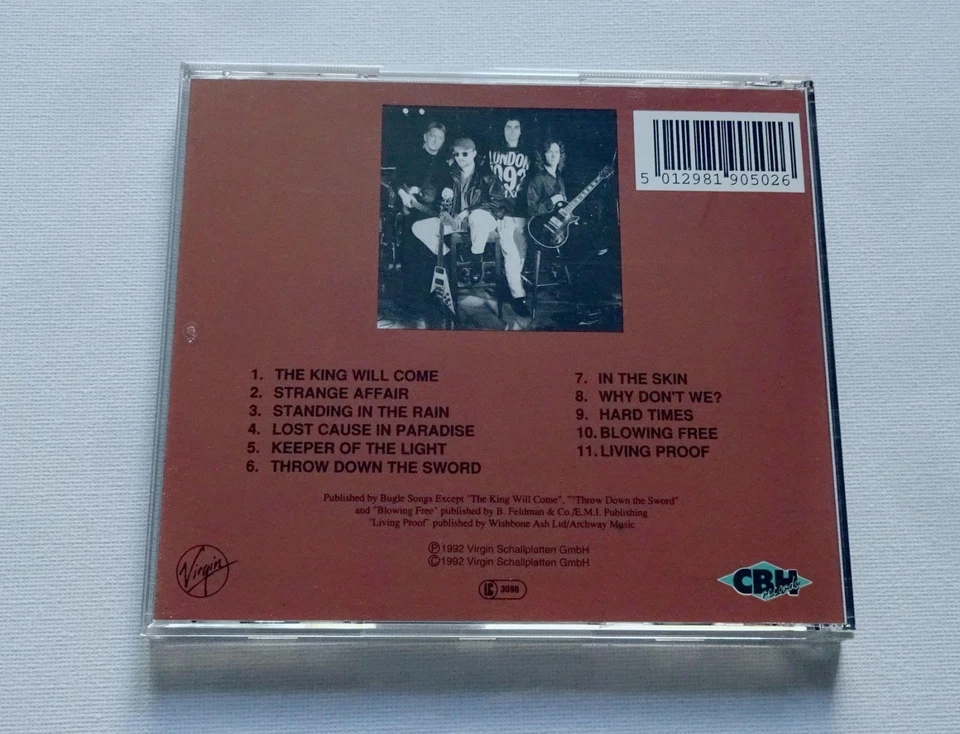 LONDON
1992
5 012981 905026
1. THE KING WILL COME
2. STRANGE AFFAIR
3. STANDING IN THE RAIN
4. LOST CAUSE IN PARADISE
5. KEEPER OF THE LIGHT
6. THROW DOWN THE SWORD
7. IN THE SKIN
8. WHY DON'T WE?
9. HARD TIMES
10. BLOWING FREE
11. LIVING PROOF
Published by Bugle Songs Except "The King Will Come", ""Throw Down the Sword"
and "Blowing Free" published by B. Feldman & Co./E.M.I. Publishing
"Living Proof" published by Wishbone Ash Ltd/Archway Music
Ⓟ1992 Virgin Schallplatten GmbH
©1992 Virgin Schallplatten GmbH
LC 3098
Virgin
CBH
records